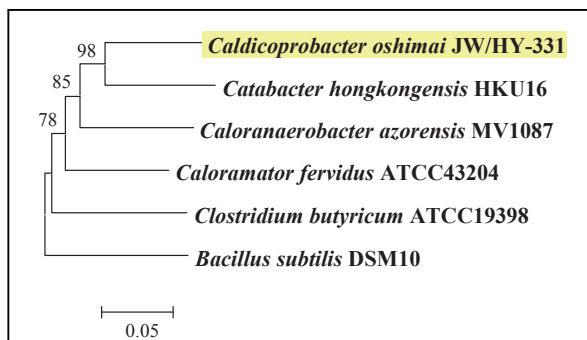 98
Caldicoprobacter oshimai JW/HY-331
85
Catabacter hongkongensis HKU16
78
Caloranaerobacter azorensis MV1087
Caloramator fervidus ATCC43204
Clostridium butyricum ATCC19398
Bacillus subtilis DSM10
0.05